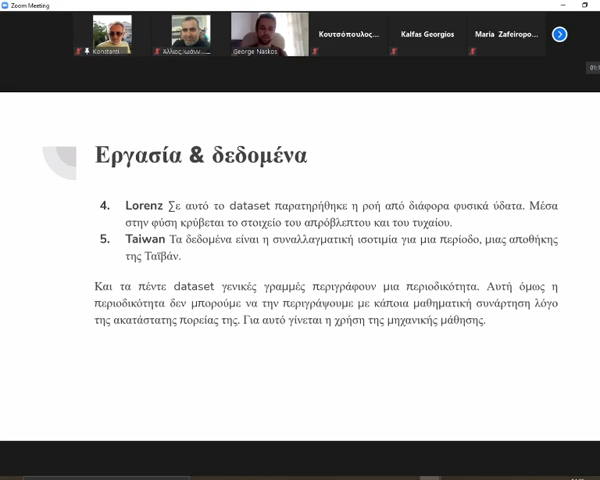 Zoom Meeting
Konstanti
Άλκιος Ιωάνν
George Naskos
Κουτσόπουλος...
Kalfas Georgios
Maria Zafeiropo...
Εργασία & δεδομένα
4. Lorenz Σε αυτό το dataset παρατηρήθηκε η ροή από διάφορα φυσικά ύδατα. Μέσα
στην φύση κρύβεται το στοιχείο του απρόβλεπτου και του τυχαίου.
5. Taiwan Τα δεδομένα είναι η συναλλαγματική ισοτιμία για μια περίοδο, μιας αποθήκης
της Ταϊβάν.
Και τα πέντε dataset γενικές γραμμές περιγράφουν μια περιοδικότητα. Αυτή όμως η
περιοδικότητα δεν μπορούμε να την περιγράψουμε με κάποια μαθηματική συνάρτηση λόγο
της ακατάστατης πορείας της. Για αυτό γίνεται η χρήση της μηχανικής μάθησης.